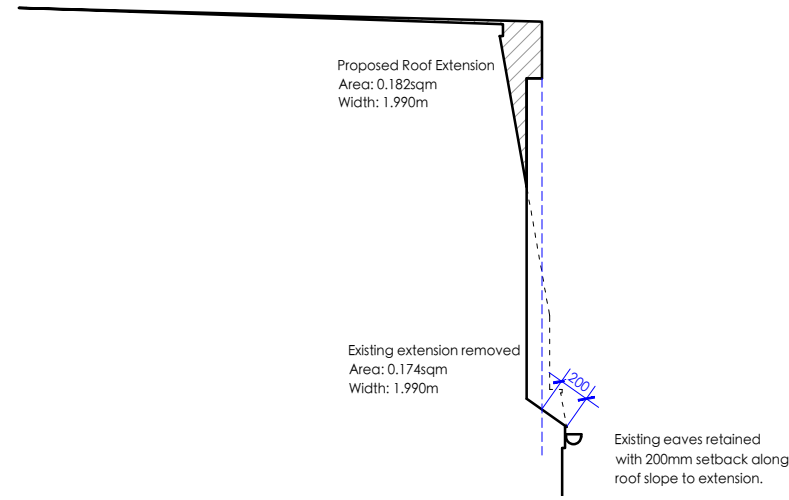 Proposed Roof Extension
Area: 0.182sqm
Width: 1.990m
Existing extension removed
Area: 0.174sqm
Width: 1.990m
200
Existing eaves retained
with 200mm setback along
roof slope to extension.